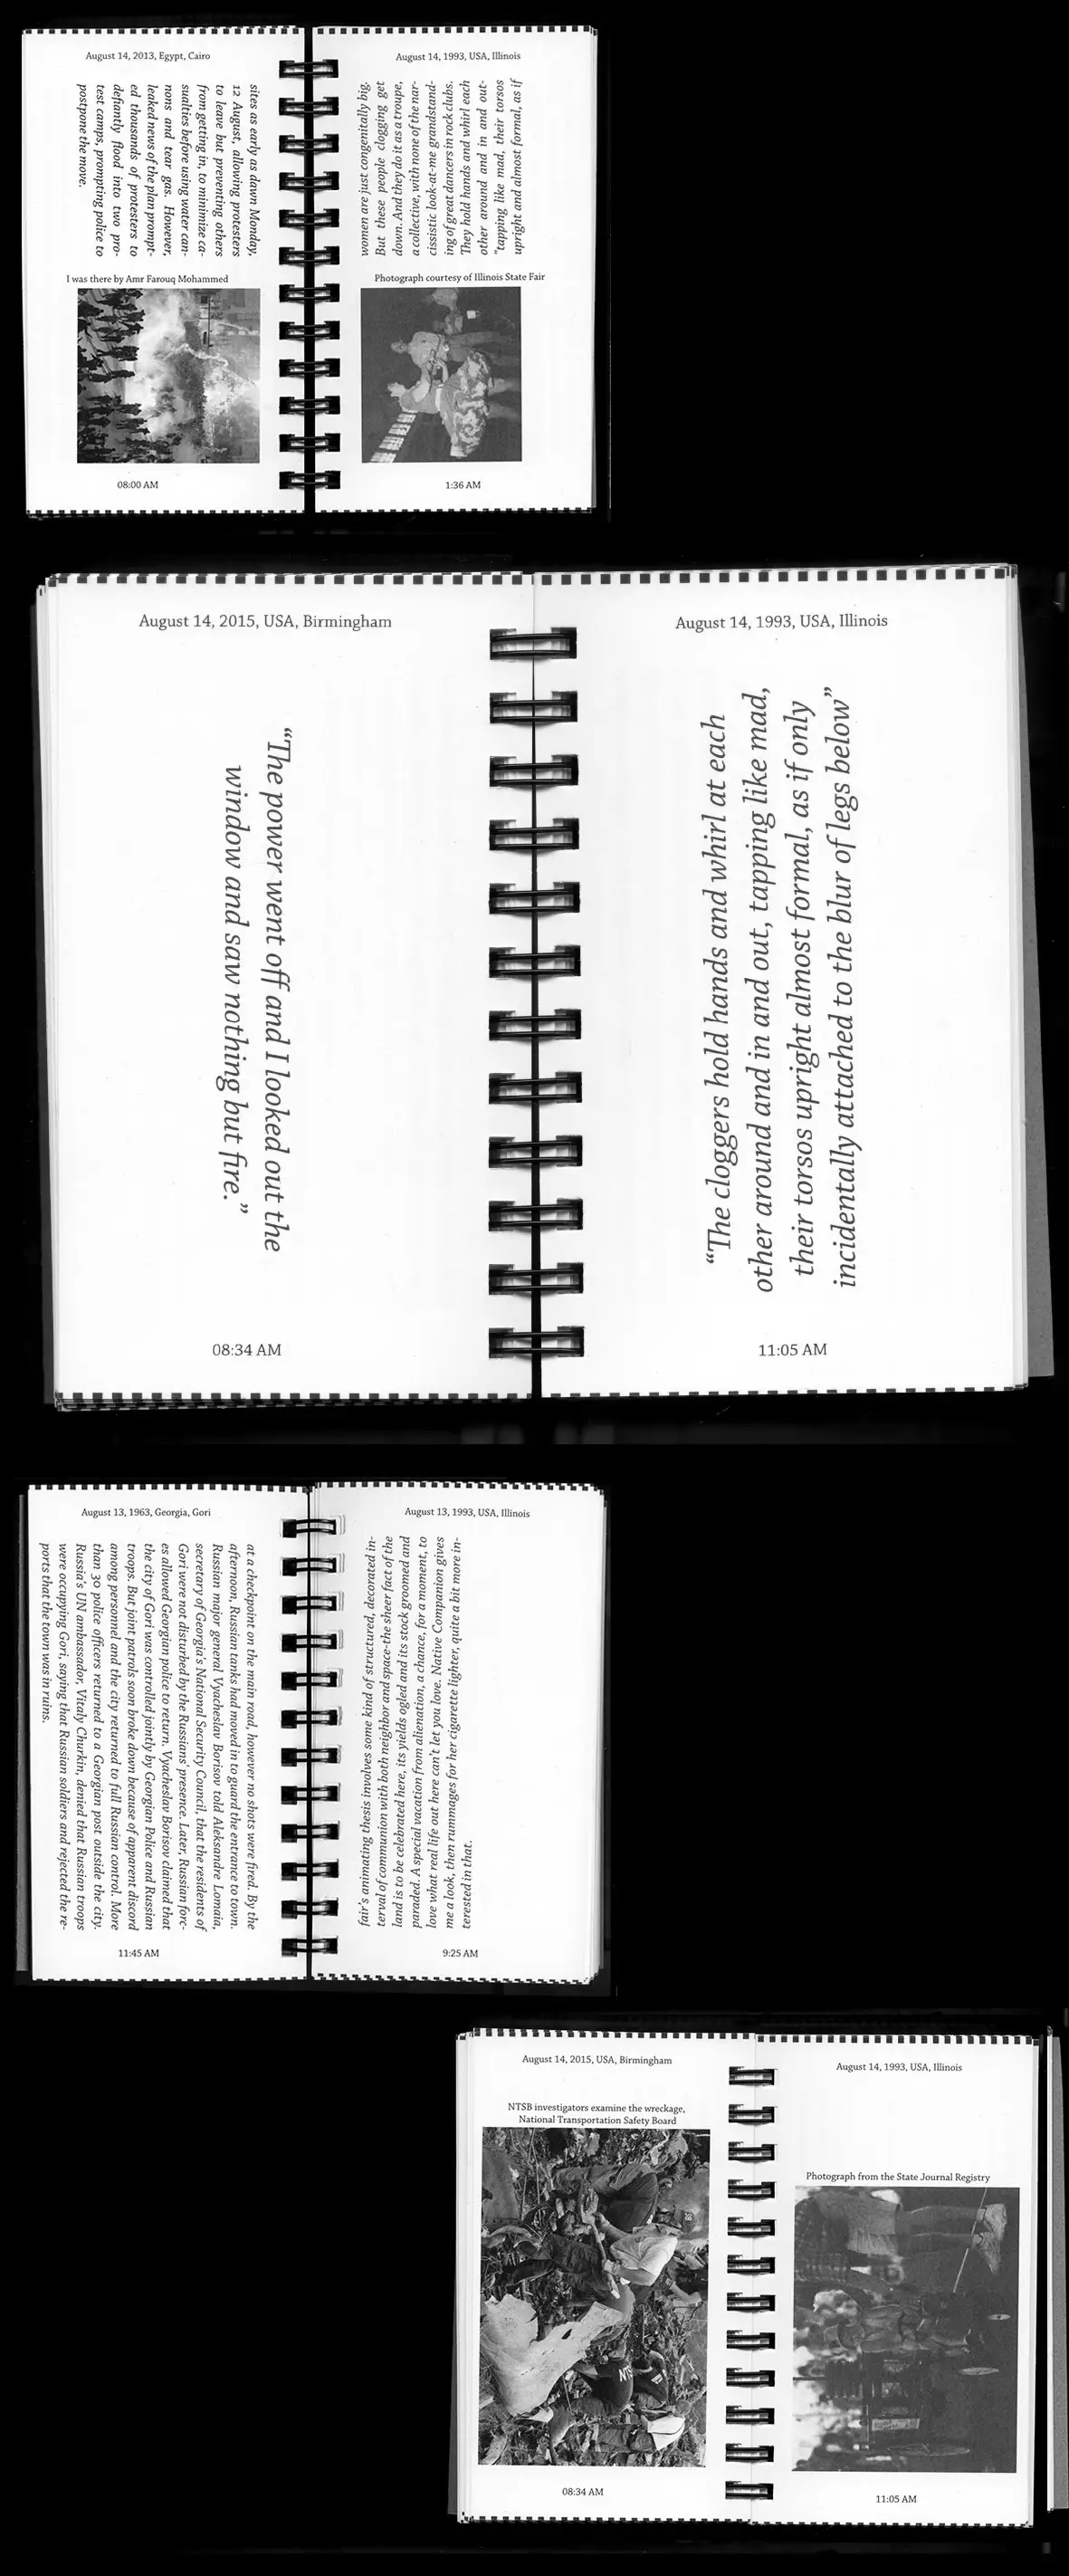 August 14, 2013, Egypt, Cairo
sites as early as dawn Monday,
12 August, allowing protesters
to leave but preventing others
from getting in, to minimize ca-
sualties before using water can-
nons and tear gas. However,
leaked news of the plan prompt-
ed thousands of protesters to
defiantly flood into two pro-
test camps, prompting police to
postpone the more.
I was there by Amr Farouq Mohammed
08:00 AM
August 14, 1993, USA, Illinois
women are just congenitally big.
But these people clogging get
down. And they do it as a troupe,
a collective, with none of the nar-
cissistic look-at-me grandstand-
ing of great dancers in rock clubs.
They hold hands and whirl each
other around and in and out-
"tapping like mad, their torsos
upright and almost formal, as if
Photograph courtesy of Illinois State Fair
1:36 AM
August 14, 2015, USA, Birmingham
“The power went off and I looked out the
window and saw nothing but fire.”
08:34 AM
August 14, 1993, USA, Illinois
“The cloggers hold hands and whirl at each
other around and in and out, tapping like mad,
their torsos upright almost formal, as if only
incidentally attached to the blur of legs below”
11:05 AM
August 13, 1963, Georgia, Gori
at a checkpoint on the main road, however no shots were fired. By the
afternoon, Russian tanks had moved in to guard the entrance to town.
Russian major general Vyacheslav Borisov told Aleksandre Lomaia,
secretary of Georgia's National Security Council, that the residents of
Gori were not disturbed by the Russians' presence. Later, Russian forc-
es allowed Georgian police to return. Vyacheslav Borisov claimed that
the city of Gori was controlled jointly by Georgian Police and Russian
troops. But joint patrols soon broke down because of apparent discord
among personnel and the city returned to full Russian control. More
than 30 police officers returned to a Georgian post outside the city.
Russia's UN ambassador, Vitaly Churkin, denied that Russian troops
were occupying Gori, saying that Russian soldiers and rejected the re-
ports that the town was in ruins.
11:45 AM
August 13, 1993, USA, Illinois
fair's animating thesis involves some kind of structured, decorated in-
terval of communion with both neighbor and space-the sheer fact of the
land is to be celebrated here, its yields ogled and its stock groomed and
paraded. A special vacation from alienation, a chance, for a moment, to
love what real life out here can't let you love. Native Companion gives
me a look, then rummages for her cigarette lighter, quite a bit more in-
terested in that.
9:25 AM
August 14, 2015, USA, Birmingham
NTSB investigators examine the wreckage,
National Transportation Safety Board
NTS
08:34 AM
August 14, 1993, USA, Illinois
Photograph from the State Journal Registry
11:05 AM